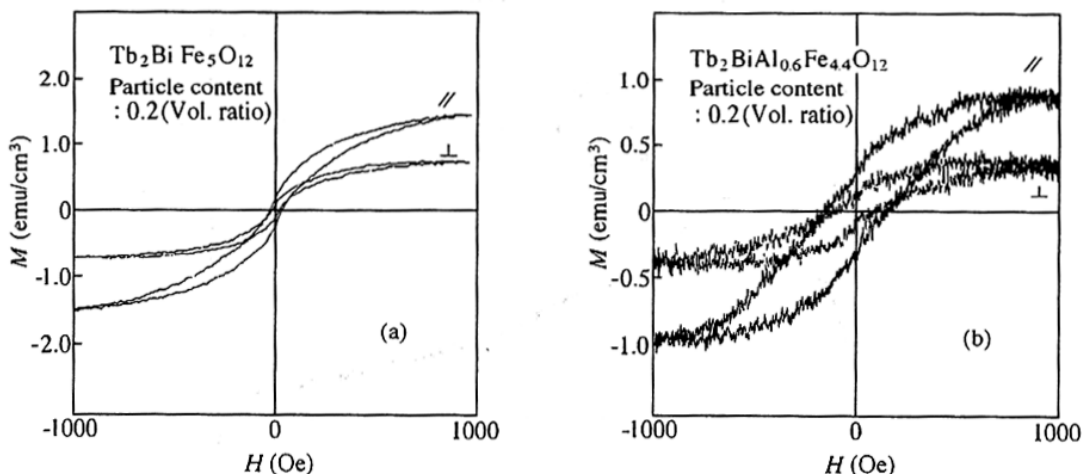 Tb₂Bi Fe₅O₁₂
Particle content
: 0.2 (Vol. ratio)
//
⊥
2.0
1.0
0
-1.0
-2.0
M (emu/cm³)
(a)
-1000
0
1000
H (Oe)
Tb₂BiAl₀.₆Fe₄.₄O₁₂
Particle content
: 0.2 (Vol. ratio)
//
⊥
1.0
0.5
0
-0.5
-1.0
M (emu/cm³)
(b)
-1000
0
1000
H (Oe)